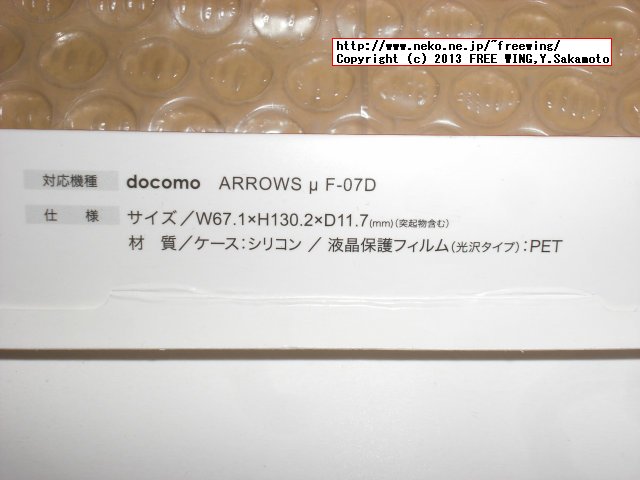 http://www.neko.ne.jp/~freewing/
Copyright (c) 2013 FREE WING,Y.Sakamoto
対応機種 docomo ARROWS μ F-07D
仕 様 サイズ／W67.1×H130.2×D11.7(mm)(突起物含む)
材 質／ケース:シリコン ／ 液晶保護フィルム(光沢タイプ):PET